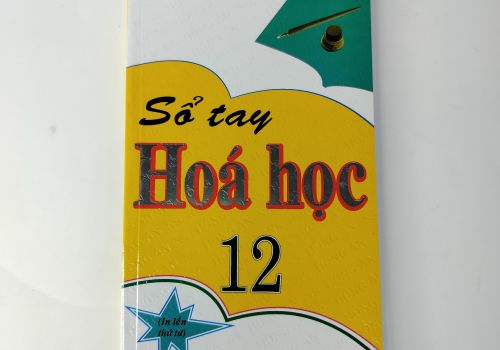 Sổ tay
Hoá học
12
(In lần
thứ tư)